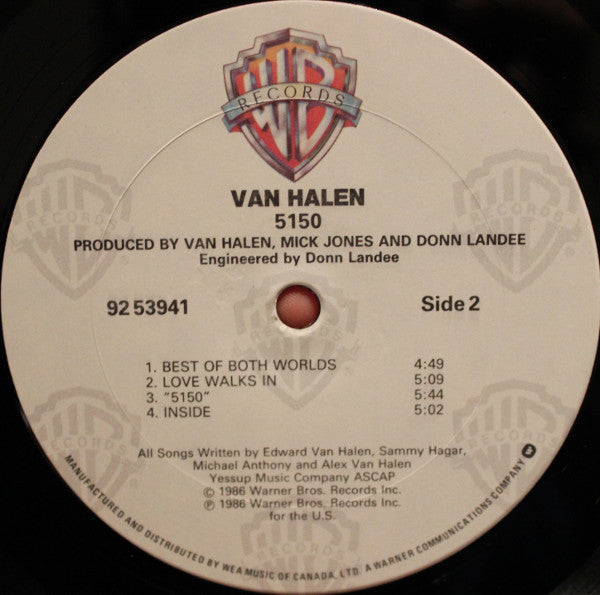 WB
RECORDS
VAN HALEN
5150
PRODUCED BY VAN HALEN, MICK JONES AND DONN LANDEE
Engineered by Donn Landee
92 53941
Side 2
1. BEST OF BOTH WORLDS 4:49
2. LOVE WALKS IN 5:09
3. "5150" 5:44
4. INSIDE 5:02
All Songs Written by Edward Van Halen, Sammy Hagar,
Michael Anthony and Alex Van Halen
Yessup Music Company ASCAP
© 1986 Warner Bros. Records Inc.
℗ 1986 Warner Bros. Records Inc.
for the U.S.
MANUFACTURED AND DISTRIBUTED BY WEA MUSIC OF CANADA, LTD. A WARNER COMMUNICATIONS COMPANY